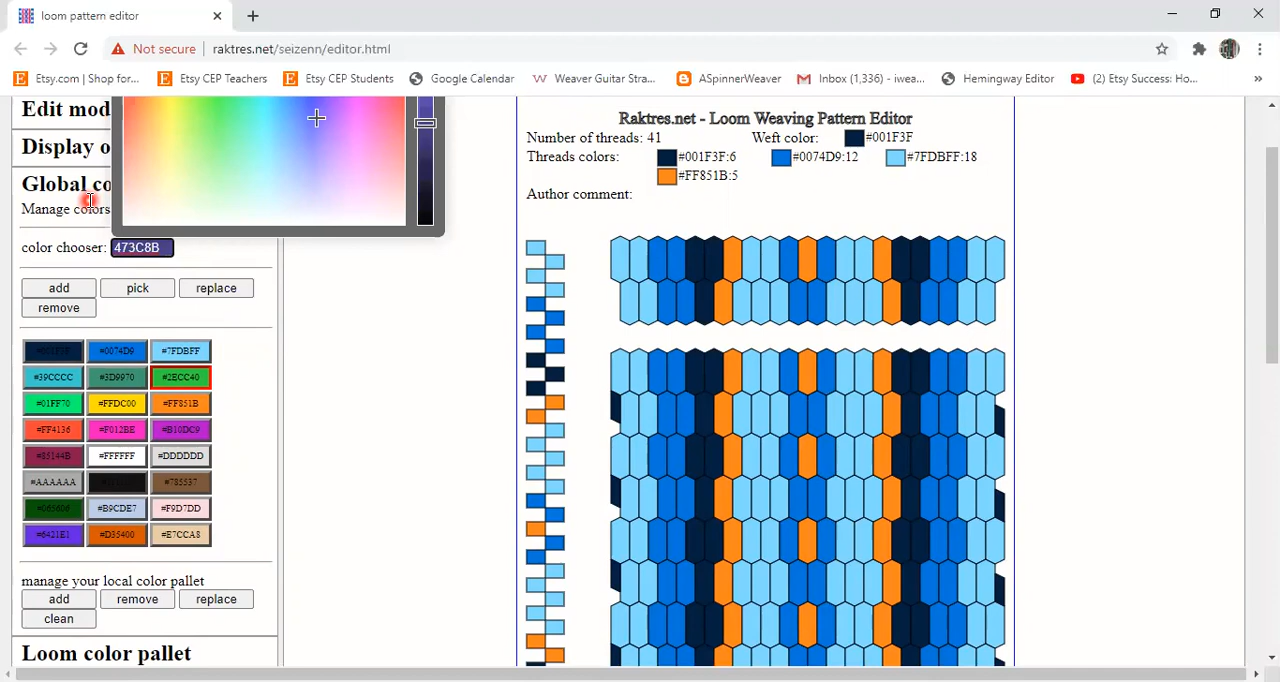 loom pattern editor
Not secure raktres.net/seizenn/editor.html
Etsy.com | Shop for... Etsy CEP Teachers Etsy CEP Students Google Calendar Weaver Guitar Stra... ASpinnerWeaver Inbox (1,336) - iwea... Hemingway Editor (2) Etsy Success: Ho... »
Edit mod
Display o
Global co
Manage colors
color chooser: 473C8B
add pick replace
remove
#001F3F #0074D9 #7FDBFF
#39CCCC #3D9970 #2ECC40
#01FF70 #FFDC00 #FF851B
#FF4136 #F012BE #B10DC9
#85144B #FFFFFF #DDDDDD
#AAAAAA #785537
#B9CDE7 #F9D7DD
#6421E1 #D35400 #E7CCA8
manage your local color pallet
add remove replace
clean
Loom color pallet
Raktres.net - Loom Weaving Pattern Editor
Number of threads: 41 Weft color: #001F3F
Threads colors: #001F3F:6 #0074D9:12 #7FDBFF:18
#FF851B:5
Author comment: